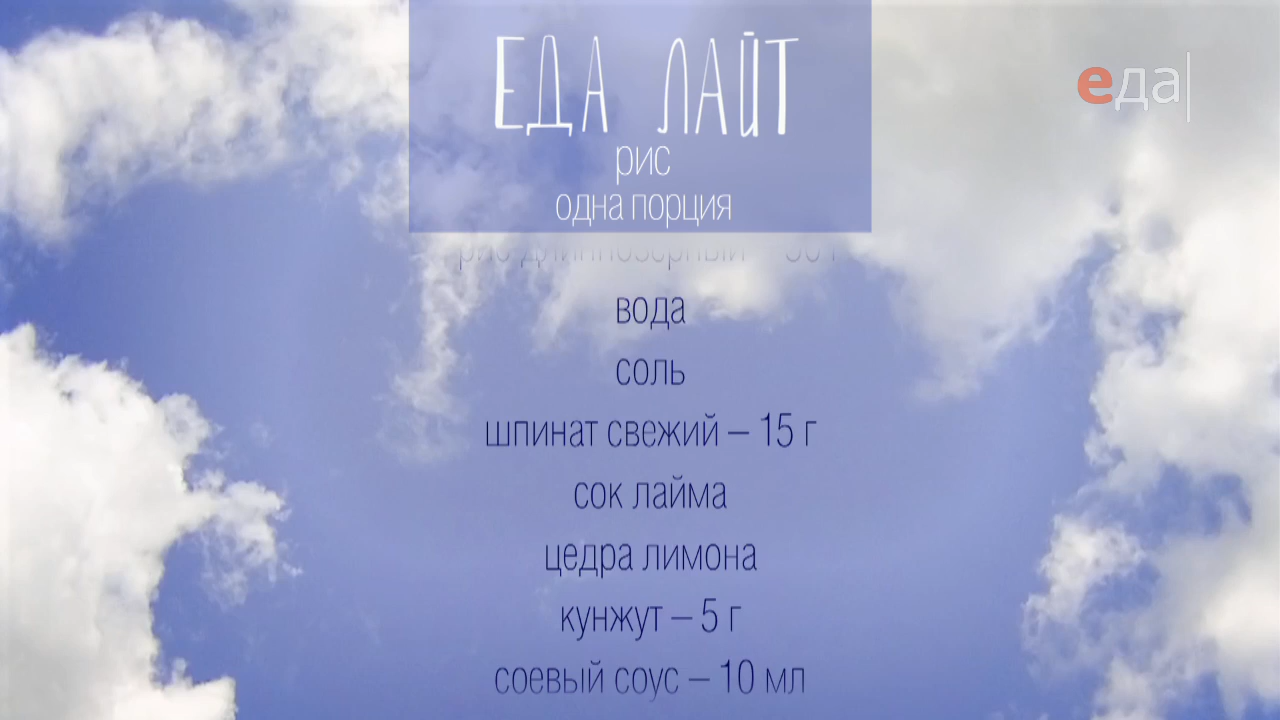 ЕДА ЛАЙТ
еда
рис
одна порция
вода
соль
шпинат свежий – 15 г
сок лайма
цедра лимона
кунжут – 5 г
соевый соус – 10 мл